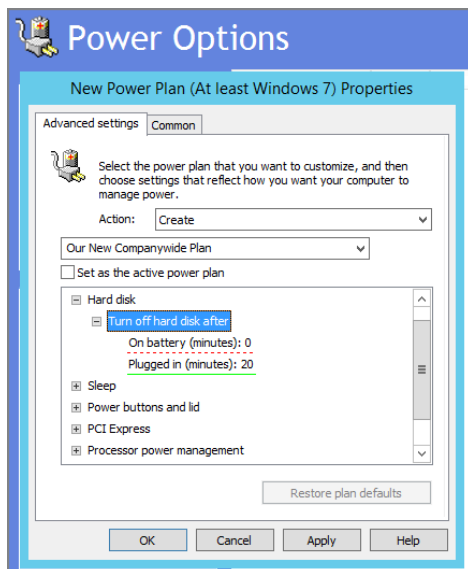 Power Options
New Power Plan (At least Windows 7) Properties
Advanced settings
Common
Select the power plan that you want to customize, and then
choose settings that reflect how you want your computer to
manage power.
Action:
Create
Our New Companywide Plan
Set as the active power plan
Hard disk
Turn off hard disk after
On battery (minutes): 0
Plugged in (minutes): 20
Sleep
Power buttons and lid
PCI Express
Processor power management
Restore plan defaults
OK
Cancel
Apply
Help